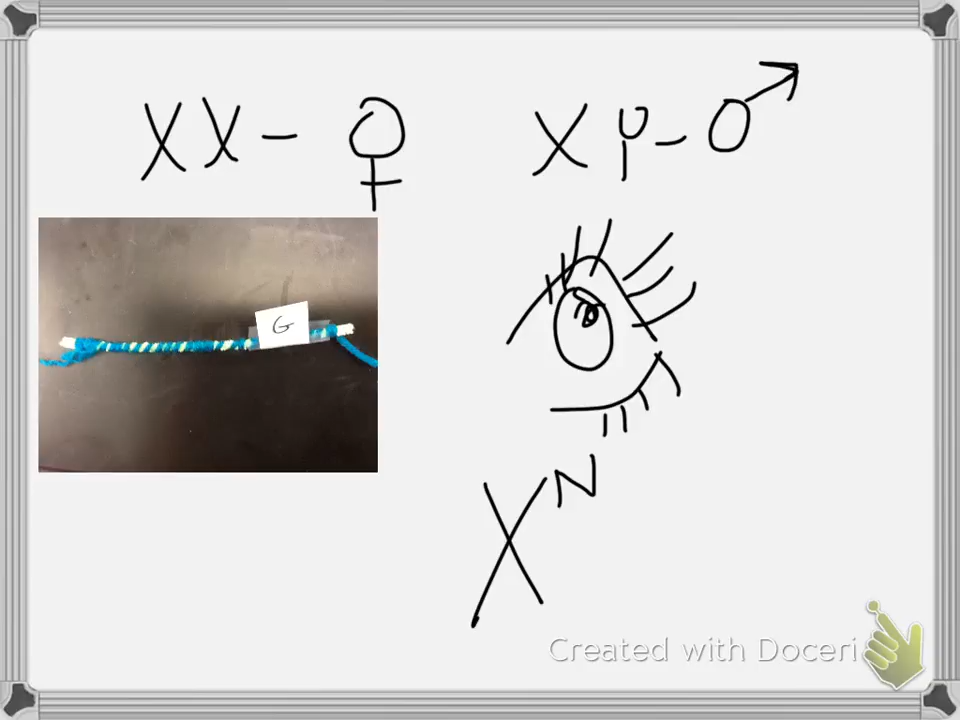 XX - ♀
XY - ♂
G
X^N
Created with Doceri